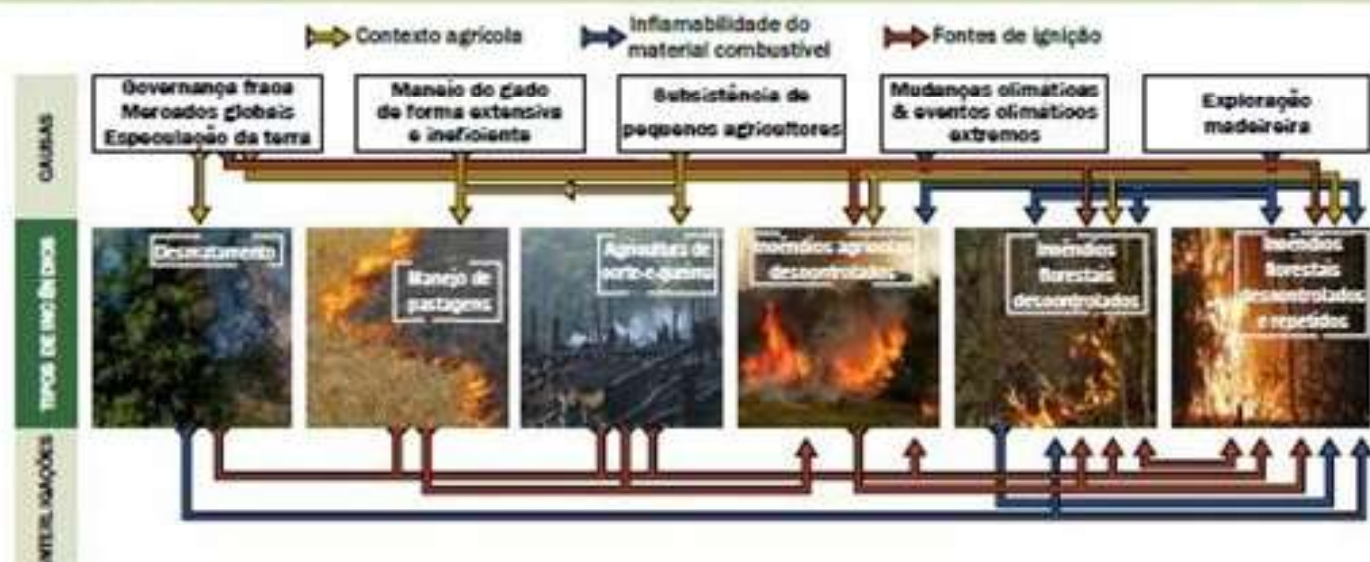 Contexto agrícola
Inflamabilidade do
material combustível
Fontes de ignição
CAUSAS
Governança fraca
Mercados globais
Especulação da terra
Manejo do gado
de forma extensiva
e ineficiente
Subsistência de
pequenos agricultores
Mudanças climáticas
& eventos climáticos
extremos
Exploração
madeireira
TIPOS DE INCÊNDIOS
Desmatamento
Manejo de
pastagens
Agricultura de
corte-e-queima
Incêndios agrícolas
descontrolados
Incêndios
florestais
descontrolados
Incêndios
florestais
descontrolados
e repetidos
NTERLIGAÇÕES